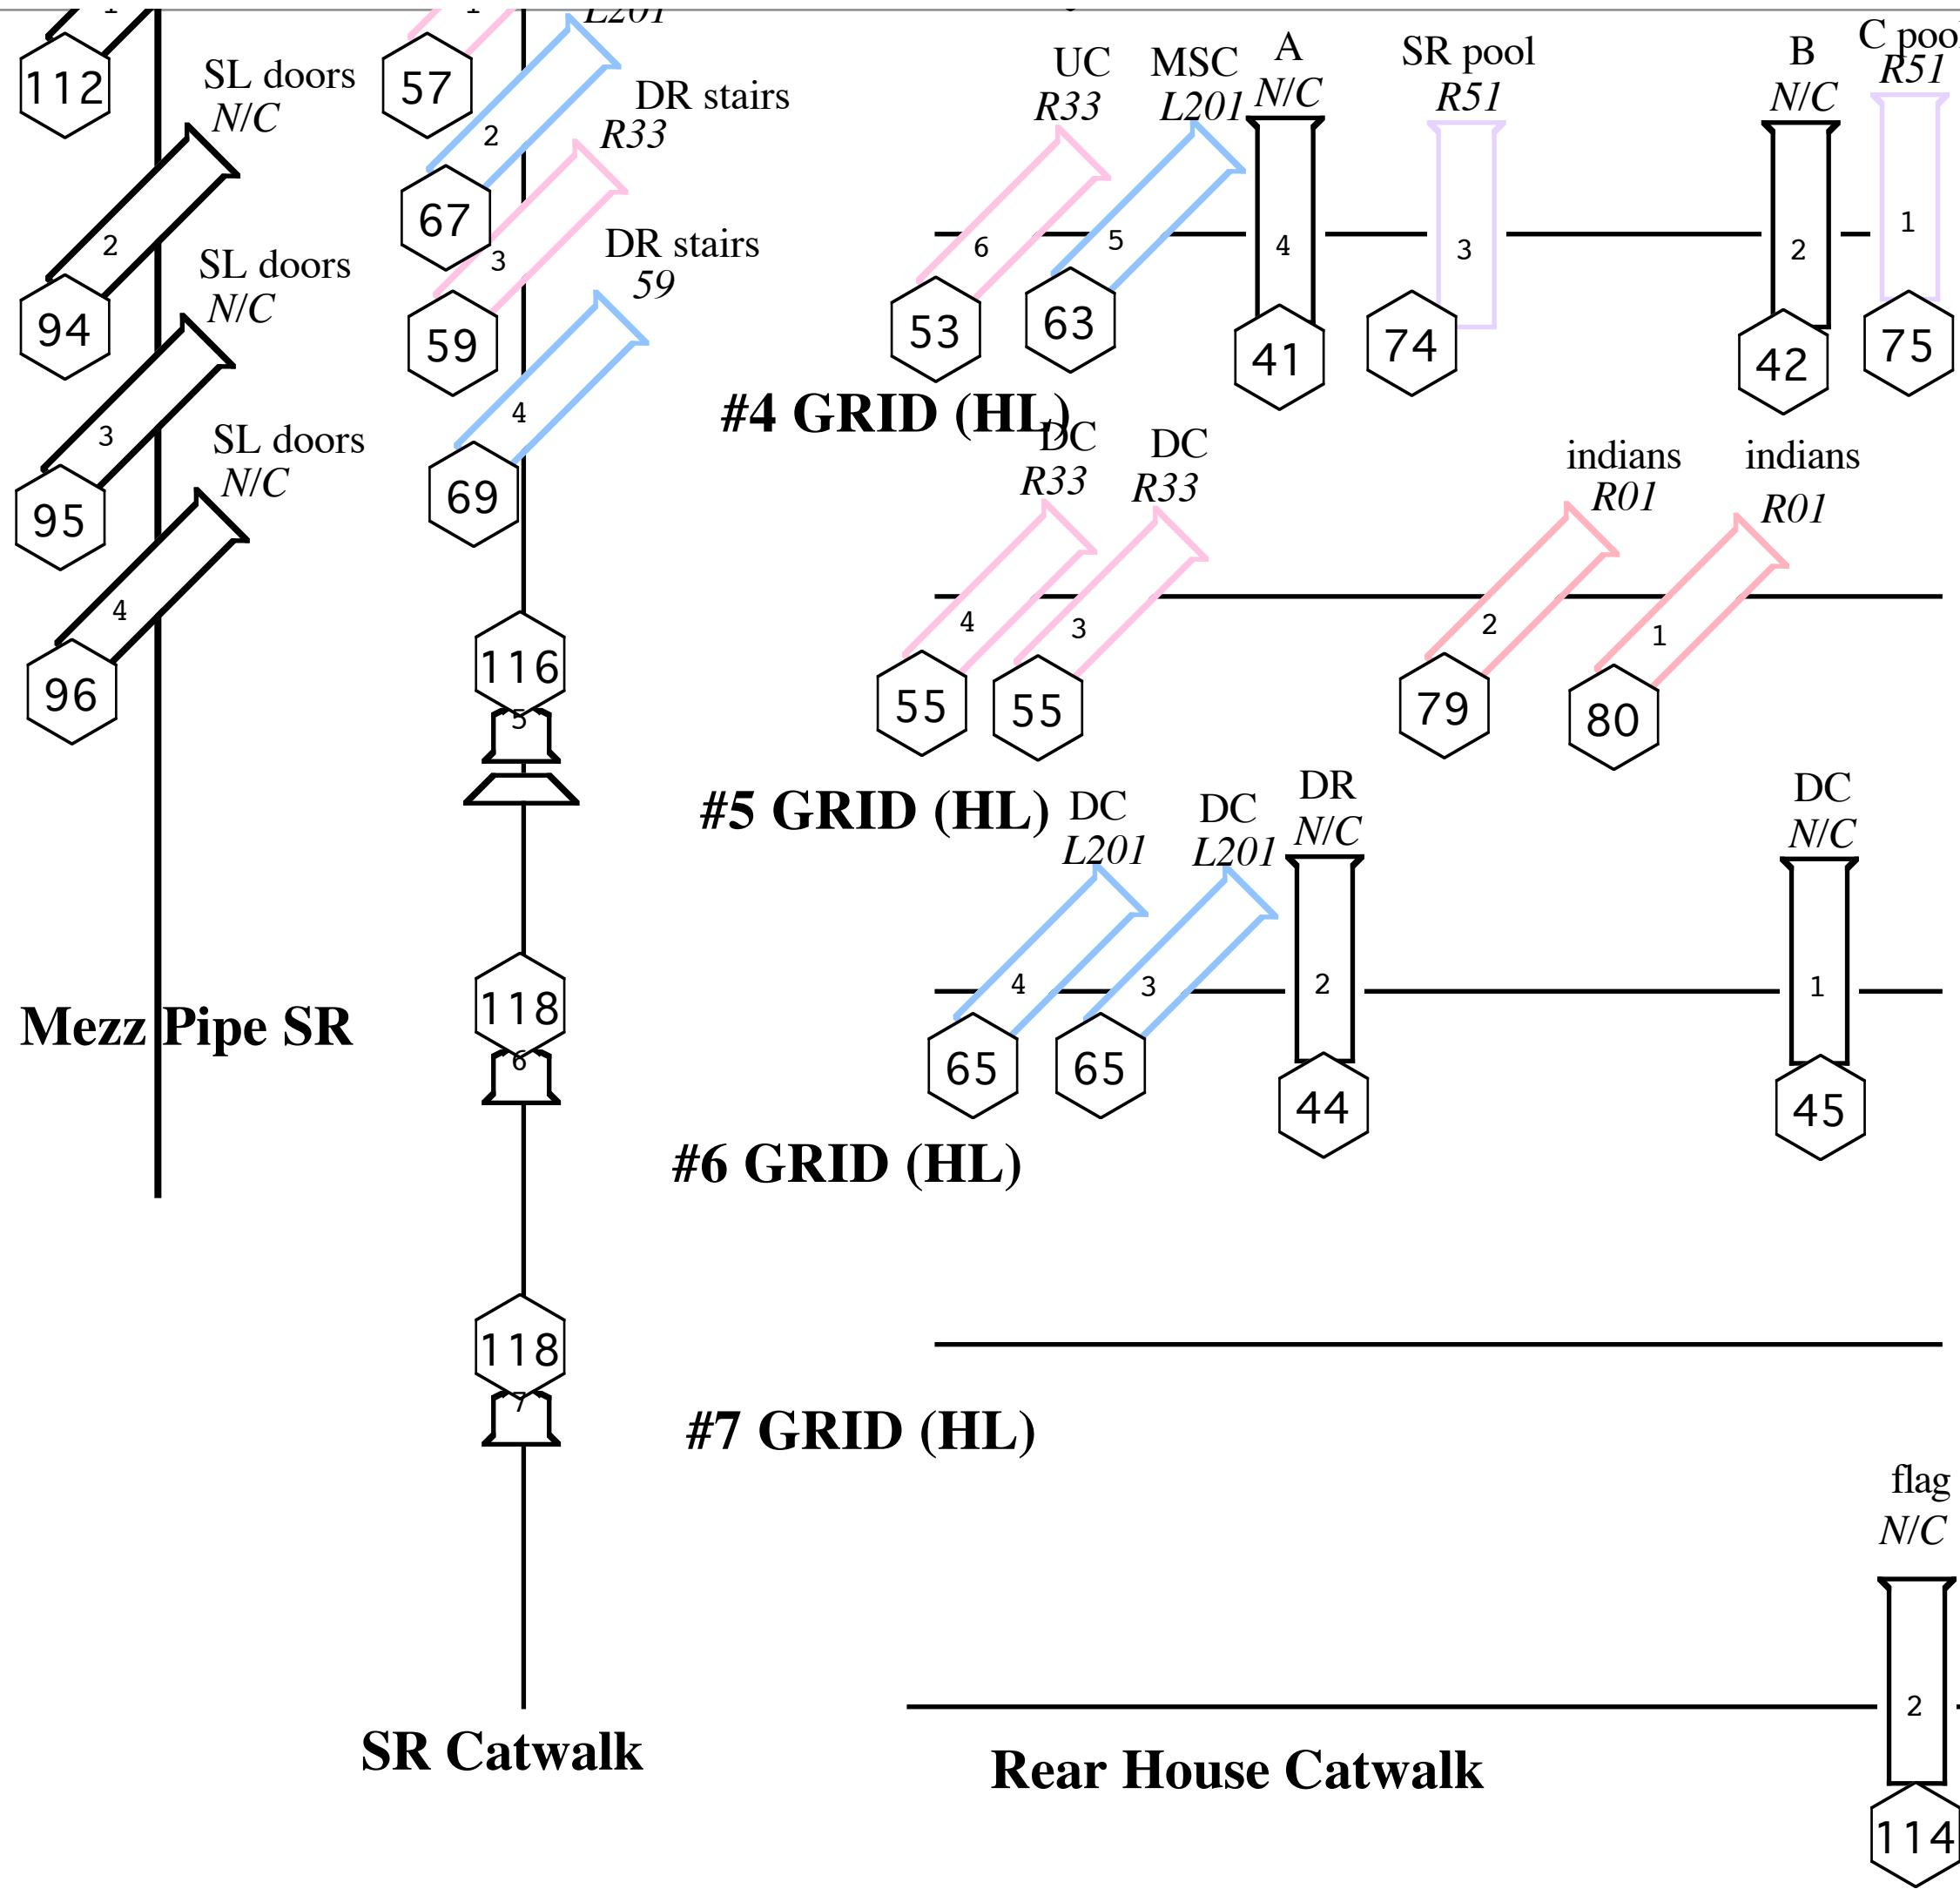 1
112
SL doors
N/C
2
94
SL doors
N/C
3
95
SL doors
N/C
4
96
Mezz Pipe SR
1
57
L201
2
67
DR stairs
R33
3
59
DR stairs
59
4
69
116
5
118
6
118
7
SR Catwalk
UC
R33
6
53
MSC
L201
5
63
A
N/C
4
41
SR pool
R51
3
74
B
N/C
2
42
R51
1
75
#4 GRID (HL)
DC
R33
4
55
DC
R33
3
55
indians
R01
2
79
indians
R01
1
80
#5 GRID (HL)
DC
L201
4
65
DC
L201
3
65
DR
N/C
2
44
DC
N/C
1
45
#6 GRID (HL)
#7 GRID (HL)
flag
N/C
2
114
Rear House Catwalk